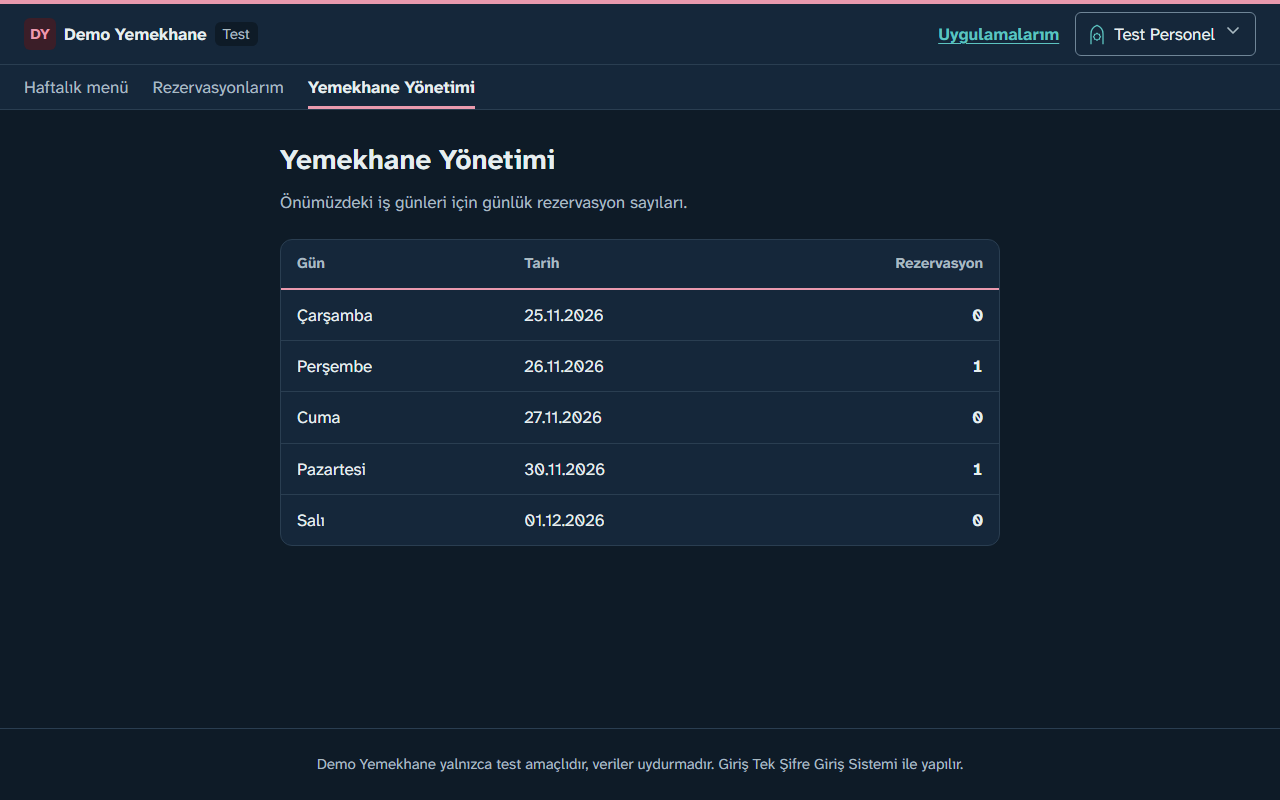 DY Demo Yemekhane Test Uygulamalarım Test Personel
Haftalık menü Rezervasyonlarım Yemekhane Yönetimi
Yemekhane Yönetimi
Önümüzdeki iş günleri için günlük rezervasyon sayıları.
Gün Tarih Rezervasyon
Çarşamba 25.11.2026 0
Perşembe 26.11.2026 1
Cuma 27.11.2026 0
Pazartesi 30.11.2026 1
Salı 01.12.2026 0
Demo Yemekhane yalnızca test amaçlıdır, veriler uydurmadır. Giriş Tek Şifre Giriş Sistemi ile yapılır.